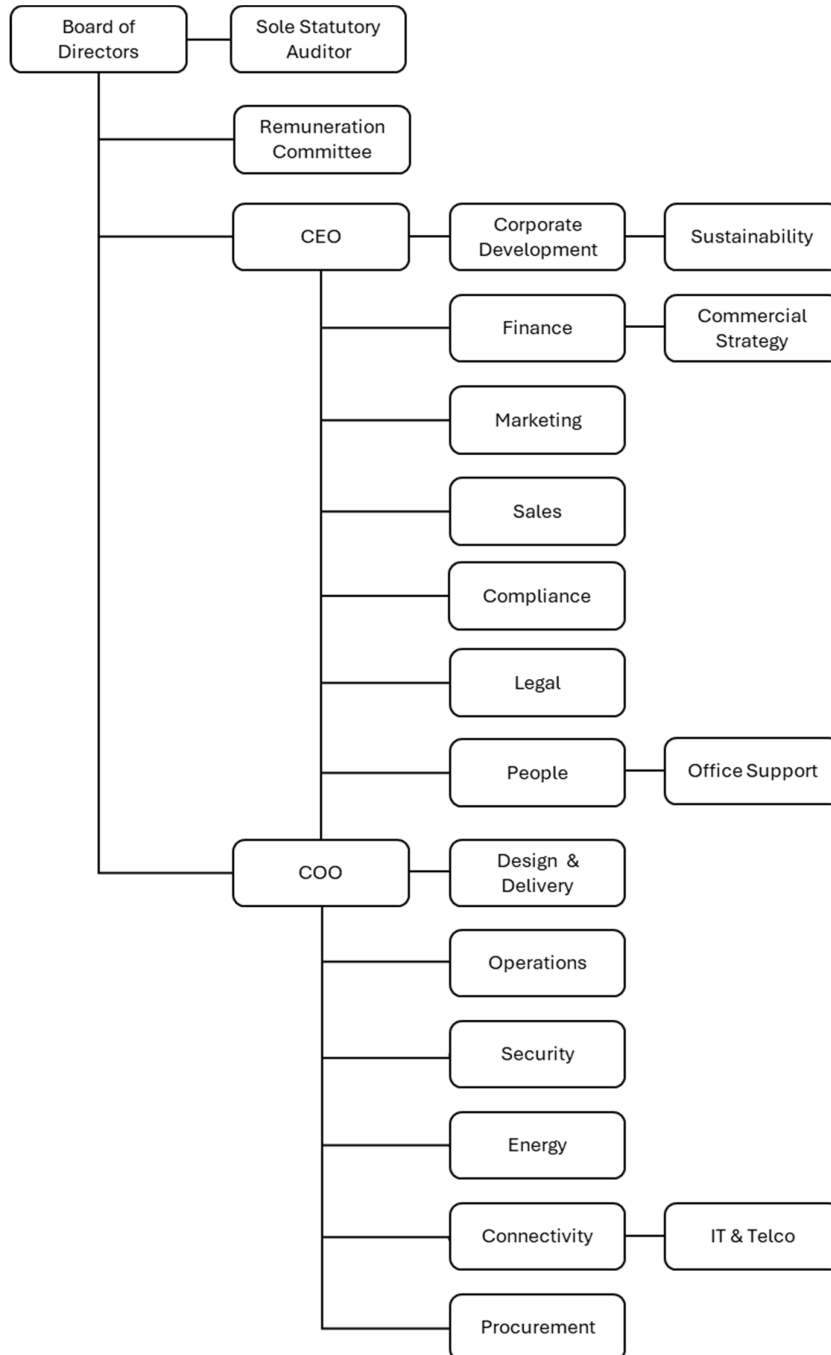 Board of
Directors
Sole Statutory
Auditor
Remuneration
Committee
CEO
Corporate
Development
Sustainability
Finance
Commercial
Strategy
Marketing
Sales
Compliance
Legal
People
Office Support
COO
Design & 
Delivery
Operations
Security
Energy
Connectivity
IT & Telco
Procurement